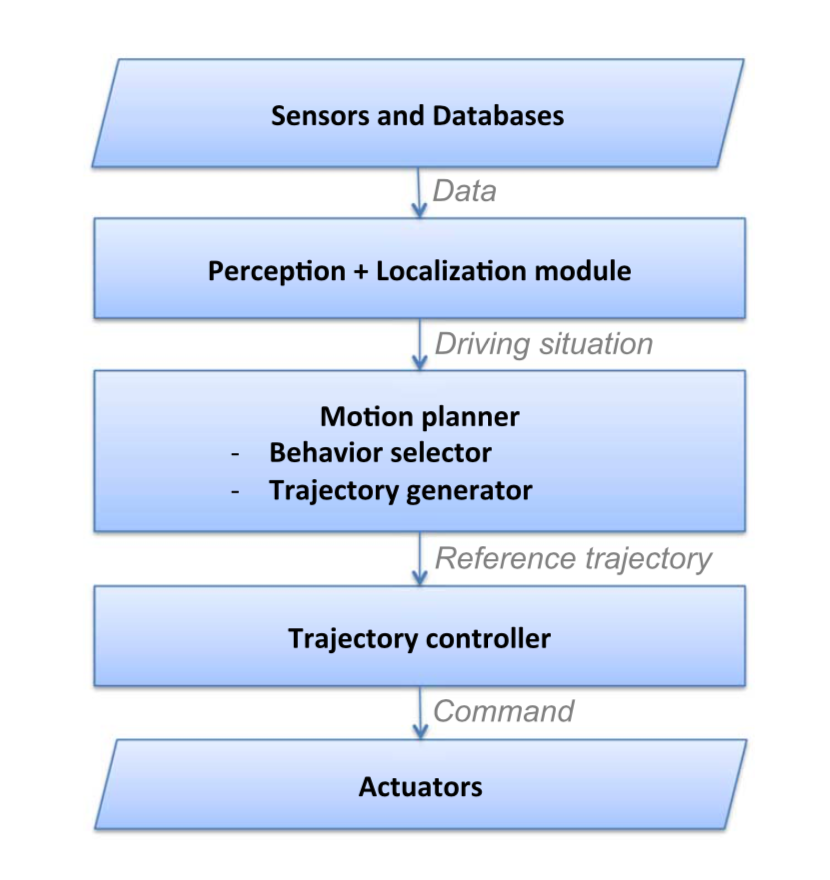 Sensors and Databases
Data
Perception + Localization module
Driving situation
Motion planner
- Behavior selector
- Trajectory generator
Reference trajectory
Trajectory controller
Command
Actuators